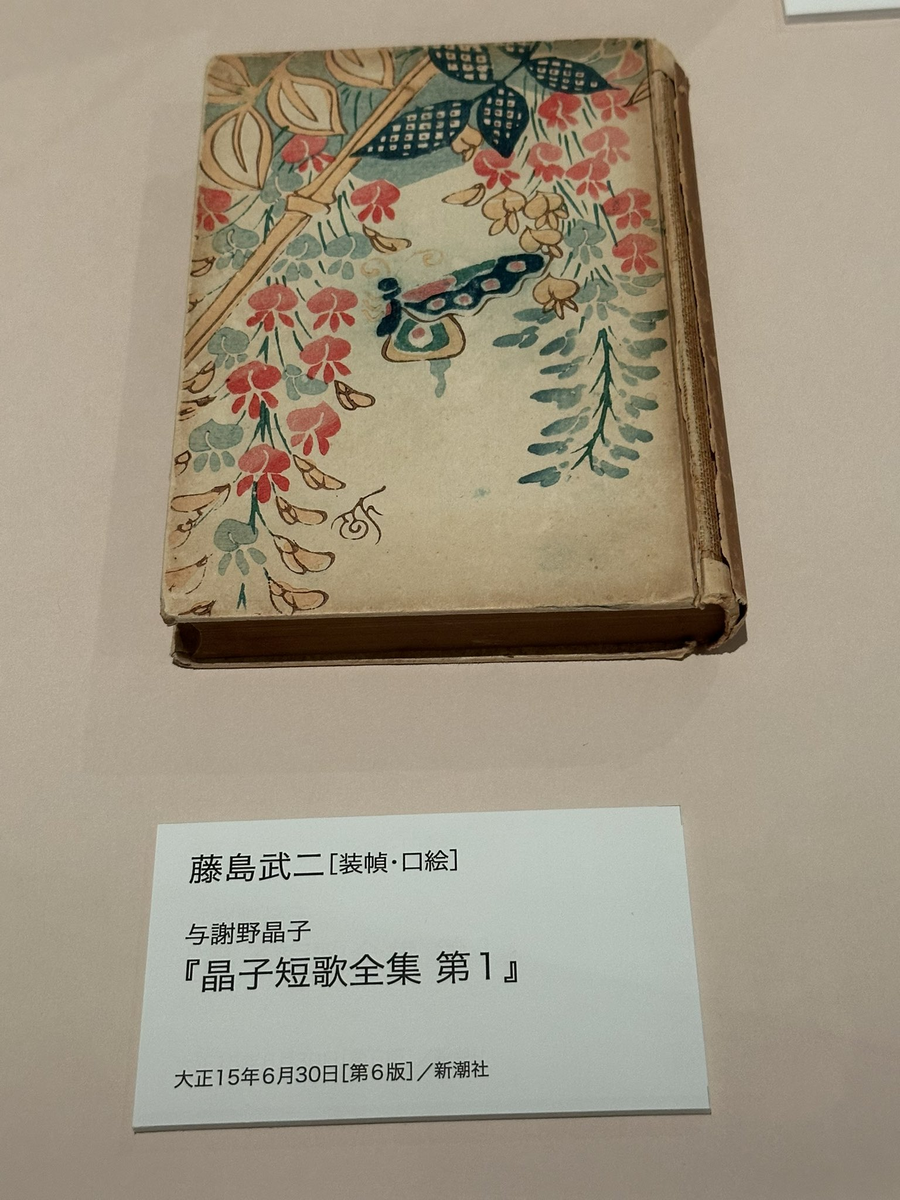 藤島武二[装幀・口絵]
与謝野晶子
『晶子短歌全集 第1』
大正15年6月30日[第6版]／新潮社